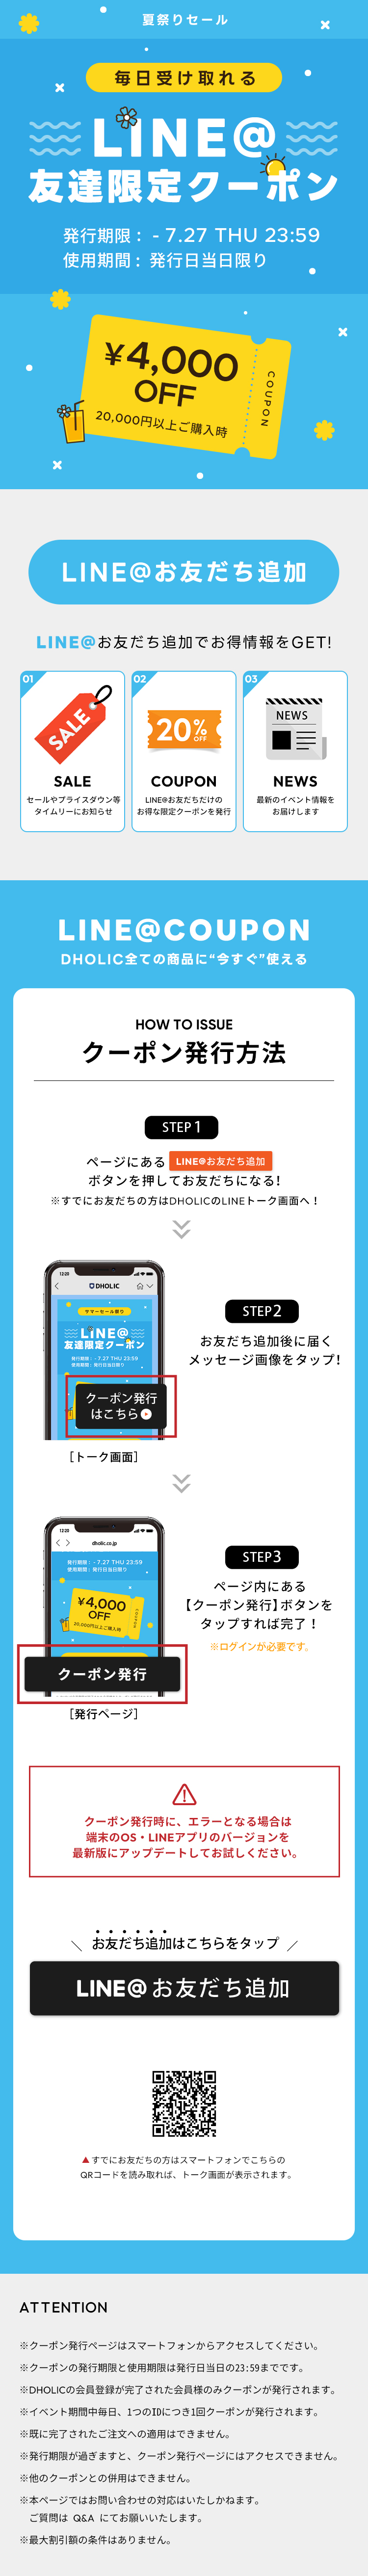 夏祭りセール
毎日受け取れる
LINE@
友達限定クーポン
発行期限: - 7.27 THU 23:59
使用期間: 発行日当日限り
¥4,000
OFF
20,000円以上ご購入時
COUPON
LINE@お友だち追加
LINE@お友だち追加でお得情報をGET!
01
SALE
SALE
セールやプライスダウン等
タイムリーにお知らせ
02
20%
OFF
COUPON
LINE@お友だちだけの
お得な限定クーポンを発行
03
NEWS
NEWS
最新のイベント情報を
お届けします
LINE@COUPON
DHOLIC全ての商品に“今すぐ”使える
HOW TO ISSUE
クーポン発行方法
STEP 1
ページにある LINE@お友だち追加
ボタンを押してお友だちになる!
※すでにお友だちの方はDHOLICのLINEトーク画面へ!
12:20
DHOLIC
サマーセール祭り
LINE@
友達限定クーポン
発行期限: - 7.27 THU 23:59
使用期間: 発行日当日限り
クーポン発行
はこちら
[トーク画面]
STEP 2
お友だち追加後に届く
メッセージ画像をタップ!
12:20
dholic.co.jp
発行期限: - 7.27 THU 23:59
使用期間: 発行日当日限り
¥4,000
OFF
20,000円以上ご購入時
COUPON
クーポン発行
[発行ページ]
STEP 3
ページ内にある
【クーポン発行】ボタンを
タップすれば完了!
※ログインが必要です。
クーポン発行時に、エラーとなる場合は
端末のOS・LINEアプリのバージョンを
最新版にアップデートしてお試しください。
＼ お友だち追加はこちらをタップ ／
LINE@お友だち追加
▲すでにお友だちの方はスマートフォンでこちらの
QRコードを読み取れば、トーク画面が表示されます。
ATTENTION
※クーポン発行ページはスマートフォンからアクセスしてください。
※クーポンの発行期限と使用期限は発行日当日の23:59までです。
※DHOLICの会員登録が完了された会員様のみクーポンが発行されます。
※イベント期間中毎日、1つのIDにつき1回クーポンが発行されます。
※既に完了されたご注文への適用はできません。
※発行期限が過ぎますと、クーポン発行ページにはアクセスできません。
※他のクーポンとの併用はできません。
※本ページではお問い合わせの対応はいたしかねます。
ご質問は Q&A にてお願いいたします。
※最大割引額の条件はありません。